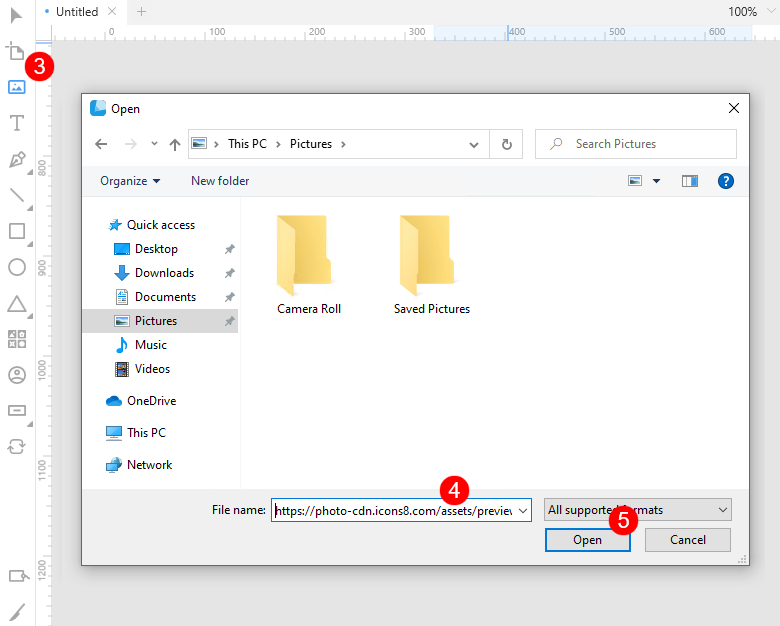 Untitled
100%
0 100 200 300 400 500 600
3
Open
This PC
Pictures
Search Pictures
Organize
New folder
800
Quick access
Desktop
Downloads
Documents
Pictures
Music
Videos
OneDrive
This PC
Network
Camera Roll
Saved Pictures
900
1000
1100
1200
4
File name:
https://photo-cdn.icons8.com/assets/previe
All supported
rmats
5
Open
Cancel
T
?